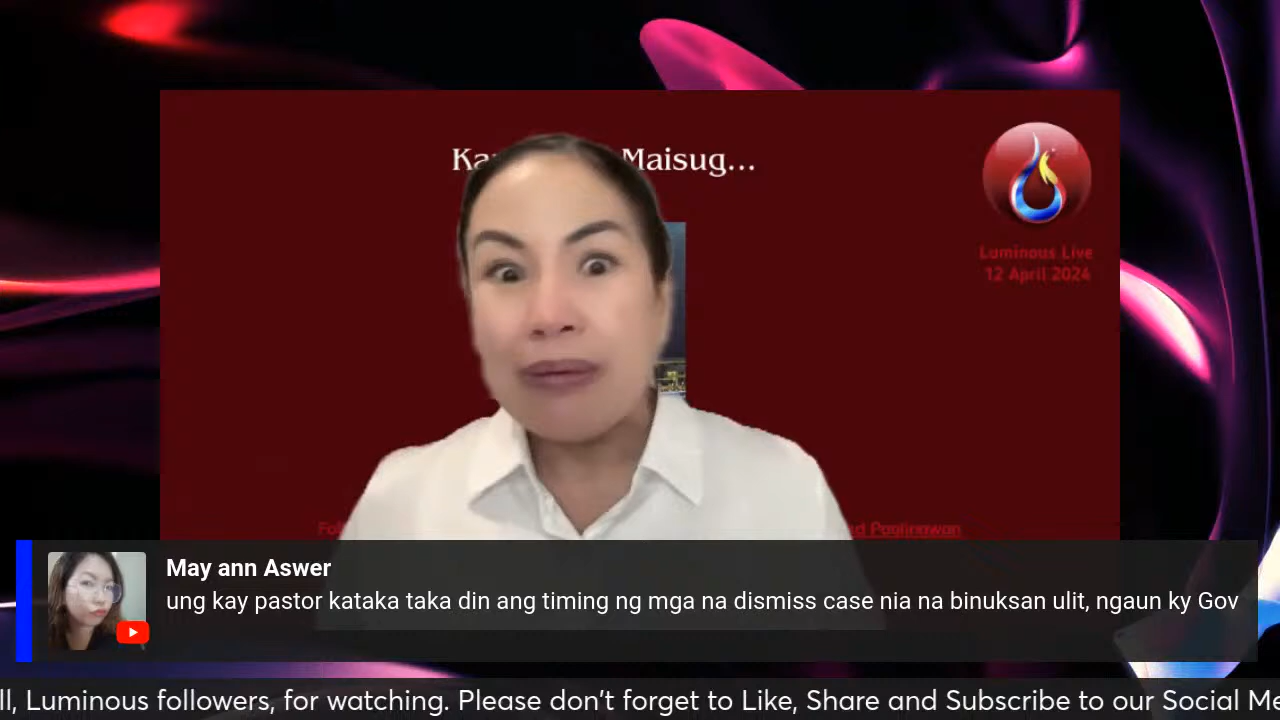 Maisug...
Luminous Live
12 April 2024
Paglinawan
May ann Aswer
ung kay pastor kataka taka din ang timing ng mga na dismiss case nia na binuksan ulit, ngaun ky Gov
Luminous followers, for watching. Please don't forget to Like, Share and Subscribe to our Social